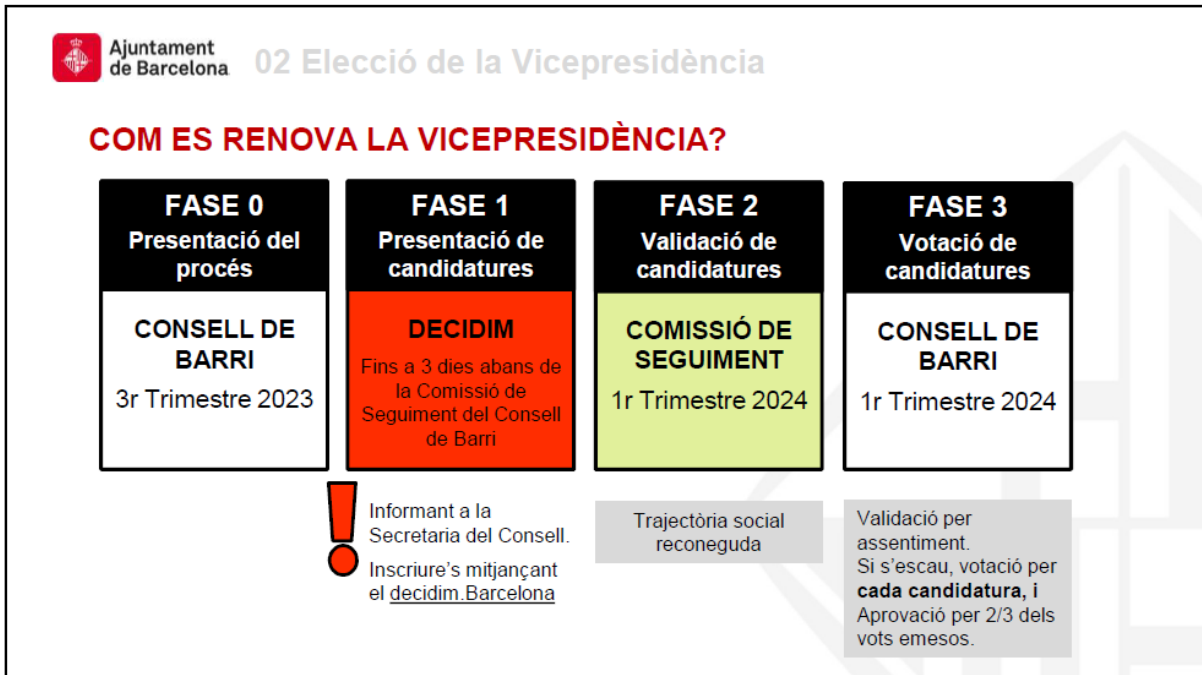 Ajuntament
de Barcelona
02 Elecció de la Vicepresidència
COM ES RENOVA LA VICEPRESIDÈNCIA?
FASE 0
Presentació del
procés
CONSELL DE
BARRI
3r Trimestre 2023
FASE 1
Presentació de
candidatures
DECIDIM
Fins a 3 dies abans de
la Comissió de
Seguiment del Consell
de Barri
Informant a la
Secretaria del Consell.
Inscriure's mitjançant
el decidim.Barcelona
FASE 2
Validació de
candidatures
COMISSIÓ DE
SEGUIMENT
1r Trimestre 2024
Trajectòria social
reconeguda
FASE 3
Votació de
candidatures
CONSELL DE
BARRI
1r Trimestre 2024
Validació per
assentiment.
Si s'escau, votació per
cada candidatura, i
Aprovació per 2/3 dels
vots emesos.